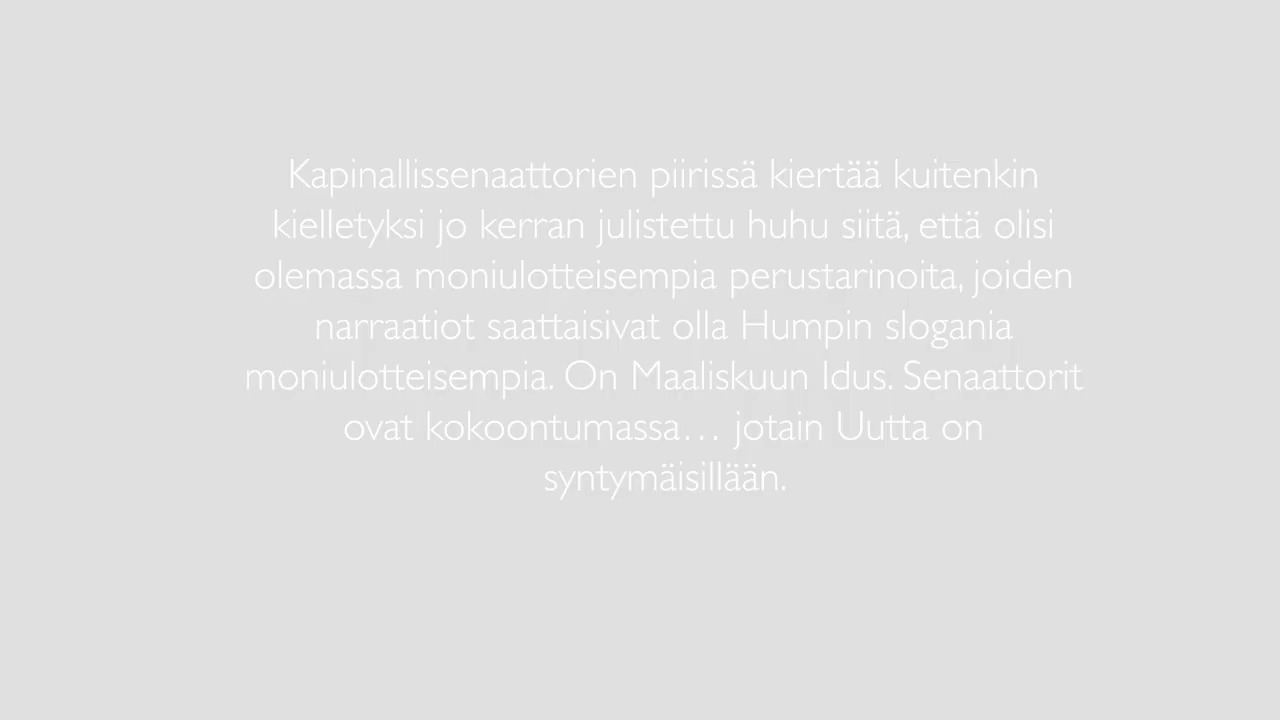 Kapinallissenaattorien piirissä kiertää kuitenkin
kielletyksi jo kerran julistettu huhu siitä, että olisi
olemassa moniulotteisempia perustarinoita, joiden
narraatiot saattaisivat olla Humpin slogania
moniulotteisempia. On Maaliskuun Idus. Senaattorit
ovat kokoontumassa… jotain Uutta on
syntymäisillään.